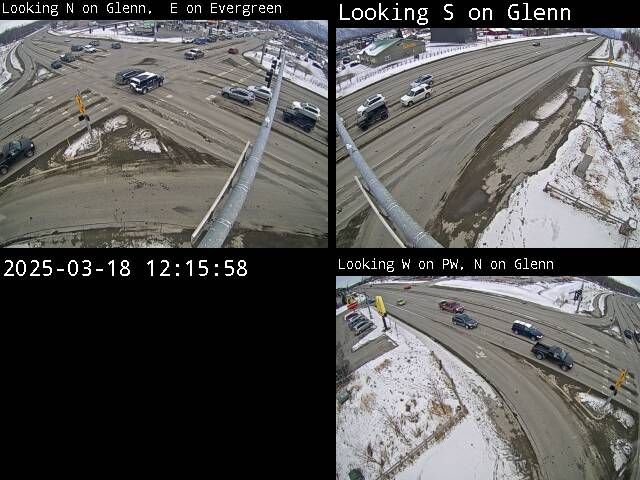 Looking N on Glenn, E on Evergreen
Looking S on Glenn
2025-03-18 12:15:58
Looking W on PW, N on Glenn